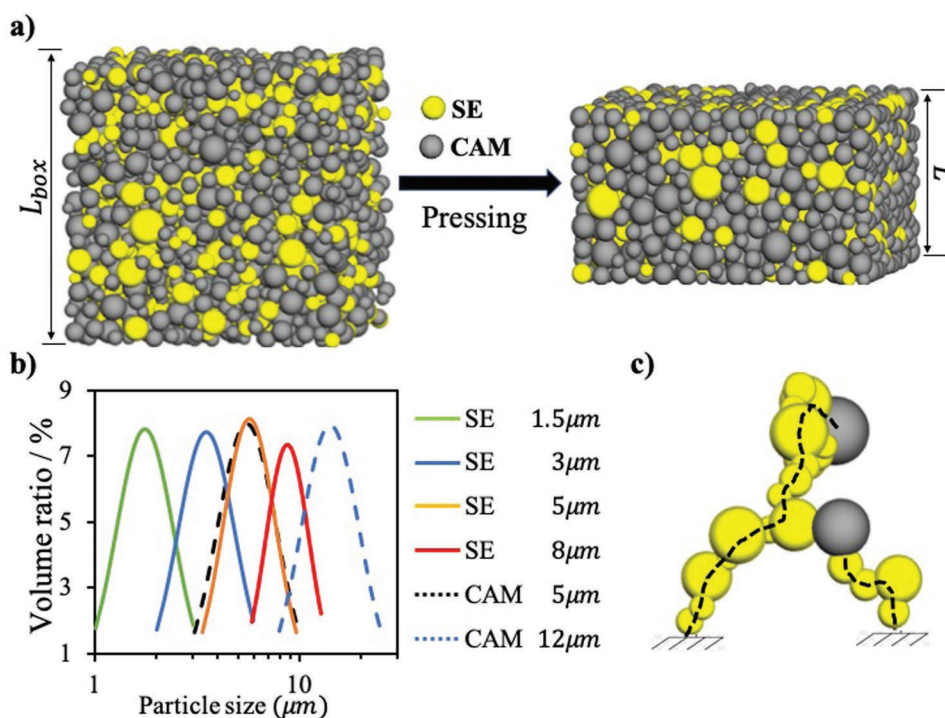 a)
L_box
SE
CAM
Pressing
Z
b)
Volume ratio / %
9
7
5
3
1
1
10
Particle size (μm)
SE 1.5μm
SE 3μm
SE 5μm
SE 8μm
CAM 5μm
CAM 12μm
c)